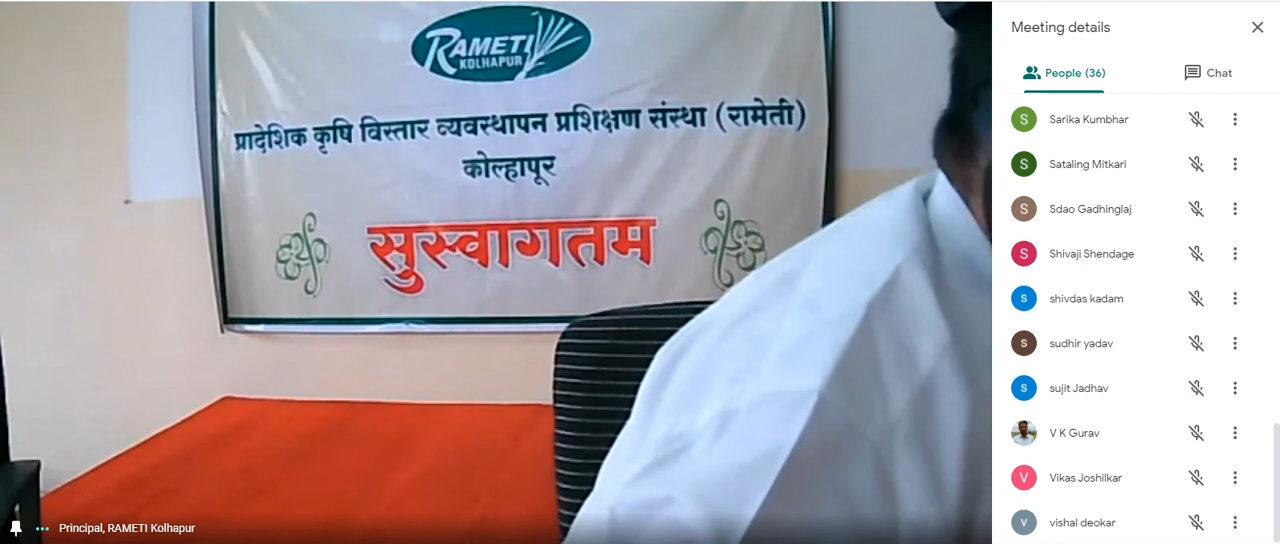 RAMETI
KOLHAPUR
प्रादेशिक कृषि विस्तार व्यवस्थापन प्रशिक्षण संस्था (रामेती)
कोल्हापूर
सुस्वागतम
Principal, RAMETI Kolhapur
Meeting details
People (36)
Chat
S Sarika Kumbhar
S Sataling Mitkari
S Sdao Gadhinglaj
S Shivaji Shendage
s shivdas kadam
s sudhir yadav
s sujit Jadhav
V K Gurav
V Vikas Joshilkar
v vishal deokar